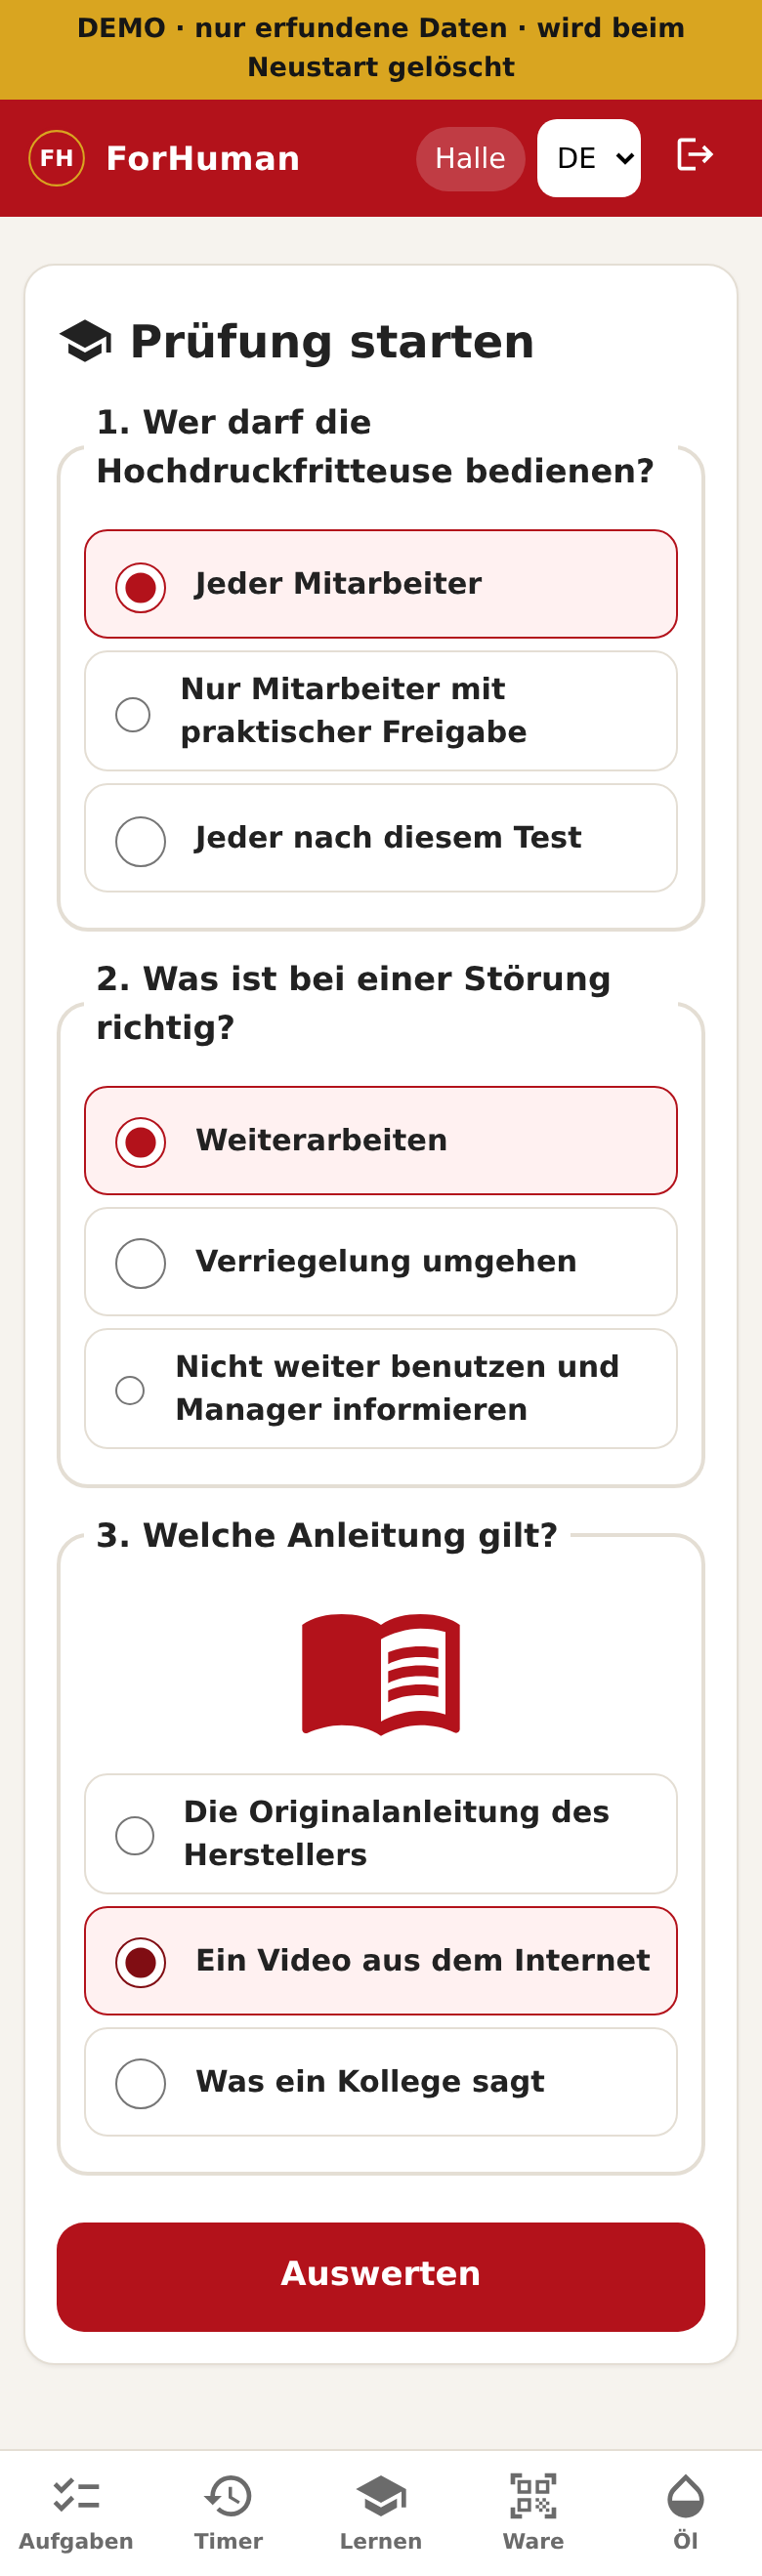 DEMO · nur erfundene Daten · wird beim
Neustart gelöscht
FH ForHuman Halle DE
Prüfung starten
1. Wer darf die
Hochdruckfritteuse bedienen?
Jeder Mitarbeiter
Nur Mitarbeiter mit
praktischer Freigabe
Jeder nach diesem Test
2. Was ist bei einer Störung
richtig?
Weiterarbeiten
Verriegelung umgehen
Nicht weiter benutzen und
Manager informieren
3. Welche Anleitung gilt?
Die Originalanleitung des
Herstellers
Ein Video aus dem Internet
Was ein Kollege sagt
Auswerten
Aufgaben Timer Lernen Ware Öl